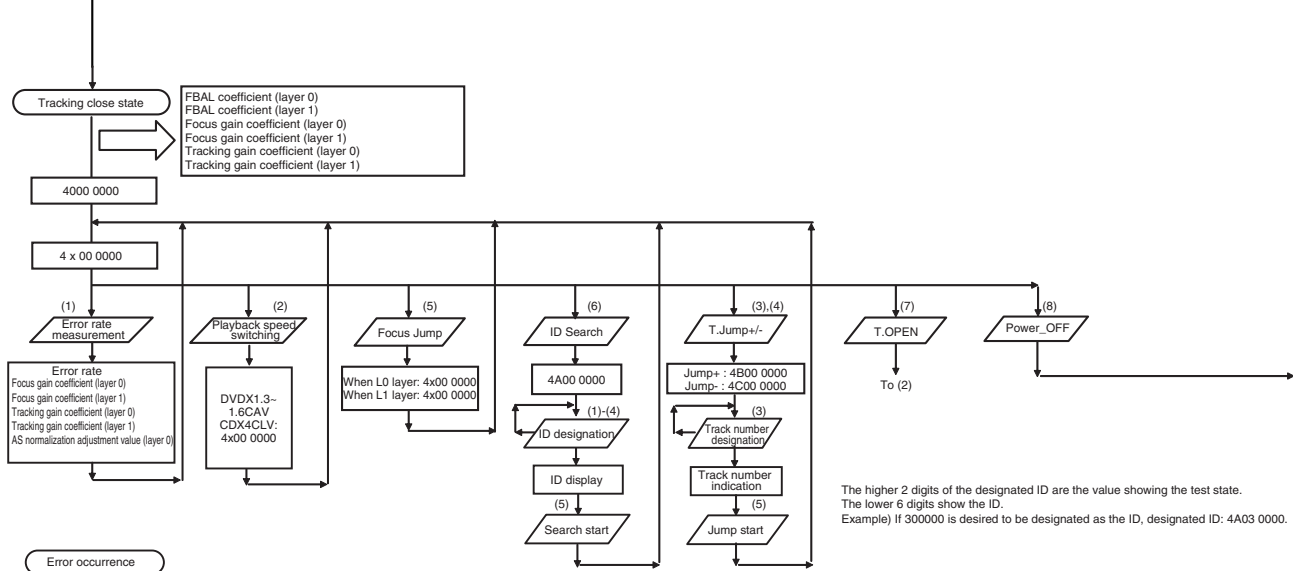 Tracking close state
FBAL coefficient (layer 0)
FBAL coefficient (layer 1)
Focus gain coefficient (layer 0)
Focus gain coefficient (layer 1)
Tracking gain coefficient (layer 0)
Tracking gain coefficient (layer 1)
4000 0000
4 x 00 0000
(1)
Error rate
measurement
Error rate
Focus gain coefficient (layer 0)
Focus gain coefficient (layer 1)
Tracking gain coefficient (layer 0)
Tracking gain coefficient (layer 1)
AS normalization adjustment value (layer 0)
(2)
Playback speed
switching
DVDX1.3~
1.6CAV
CDX4CLV:
4x00 0000
(5)
Focus Jump
When L0 layer: 4x00 0000
When L1 layer: 4x00 0000
(6)
ID Search
4A00 0000
(1)-(4)
ID designation
ID display
(5)
Search start
(3),(4)
T.Jump+/-
Jump+ : 4B00 0000
Jump- : 4C00 0000
(3)
Track number
designation
Track number
indication
(5)
Jump start
(7)
T.OPEN
To (2)
(8)
Power_OFF
The higher 2 digits of the designated ID are the value showing the test state.
The lower 6 digits show the ID.
Example) If 300000 is desired to be designated as the ID, designated ID: 4A03 0000.
Error occurrence